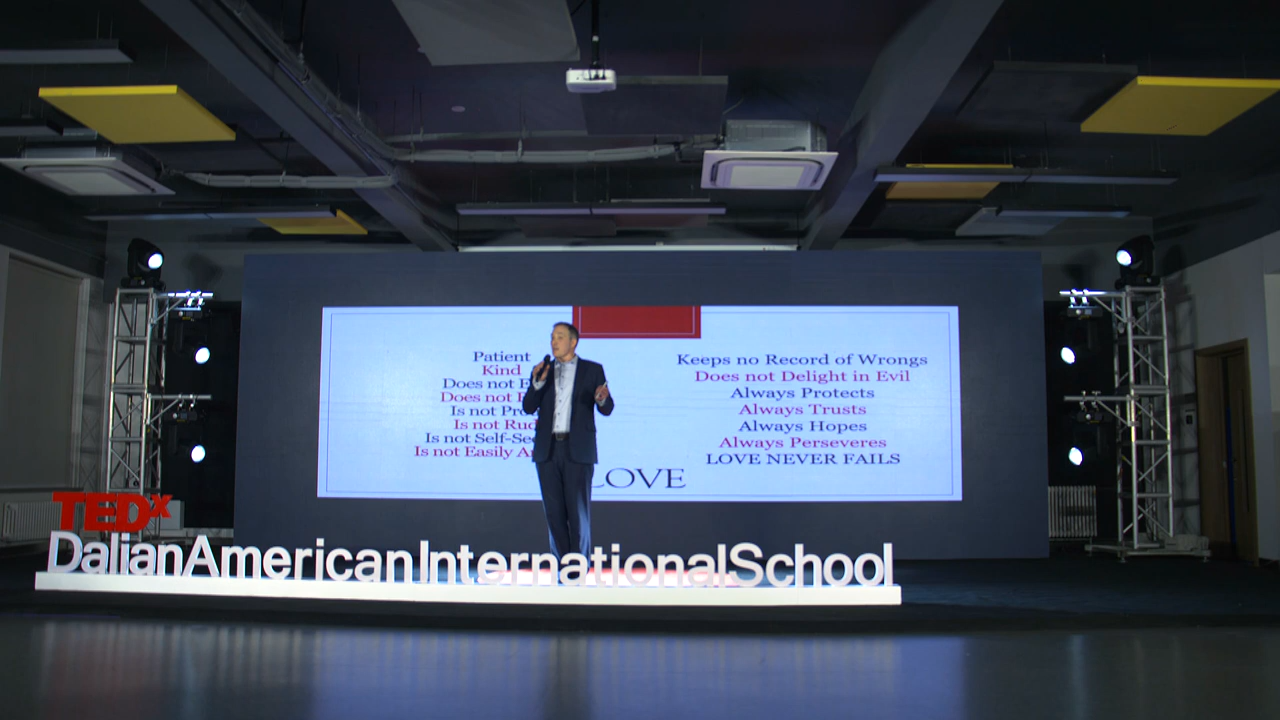 Patient
Kind
Does not
Does not
Is not
Is not
Is not
Is not Easily
Keeps no Record of Wrongs
Does not Delight in Evil
Always Protects
Always Trusts
Always Hopes
Always Perseveres
LOVE NEVER FAILS
LOVE
TEDx
DalianAmericanInternationalSchool